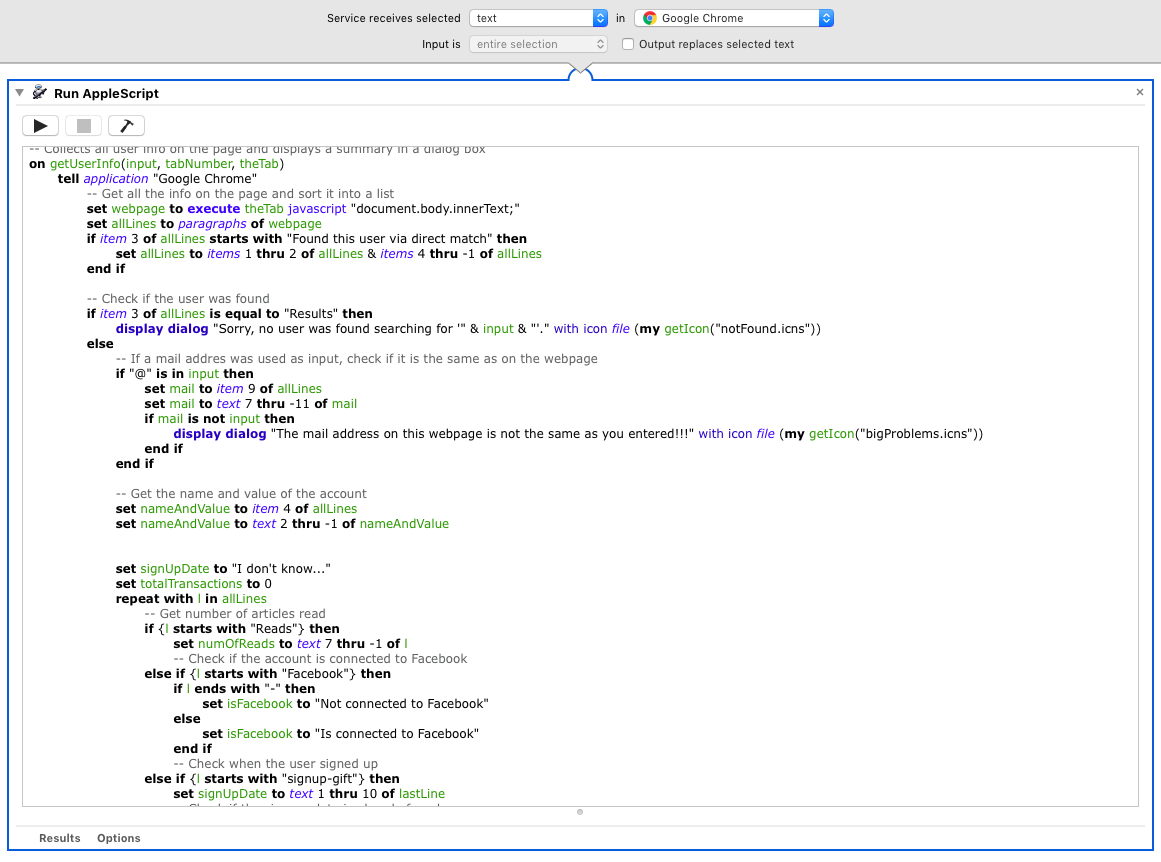 Service receives selected text in Google Chrome
Input is entire selection Output replaces selected text
Run AppleScript
-- Collects all user info on the page and displays a summary in a dialog box
on getUserInfo(input, tabNumber, theTab)
tell application "Google Chrome"
-- Get all the info on the page and sort it into a list
set webpage to execute theTab javascript "document.body.innerText;"
set allLines to paragraphs of webpage
if item 3 of allLines starts with "Found this user via direct match" then
set allLines to items 1 thru 2 of allLines & items 4 thru -1 of allLines
end if
-- Check if the user was found
if item 3 of allLines is equal to "Results" then
display dialog "Sorry, no user was found searching for '" & input & "'." with icon file (my getIcon("notFound.icns"))
else
-- If a mail addres was used as input, check if it is the same as on the webpage
if "@" is in input then
set mail to item 9 of allLines
set mail to text 7 thru -11 of mail
if mail is not input then
display dialog "The mail address on this webpage is not the same as you entered!!!" with icon file (my getIcon("bigProblems.icns"))
end if
end if
-- Get the name and value of the account
set nameAndValue to item 4 of allLines
set nameAndValue to text 2 thru -1 of nameAndValue
set signUpDate to "I don't know..."
set totalTransactions to 0
repeat with l in allLines
-- Get number of articles read
if {l starts with "Reads"} then
set numOfReads to text 7 thru -1 of l
-- Check if the account is connected to Facebook
else if {l starts with "Facebook"} then
if l ends with "-" then
set isFacebook to "Not connected to Facebook"
else
set isFacebook to "Is connected to Facebook"
end if
-- Check when the user signed up
else if {l starts with "signup-gift"} then
set signUpDate to text 1 thru 10 of lastLine
Results Options